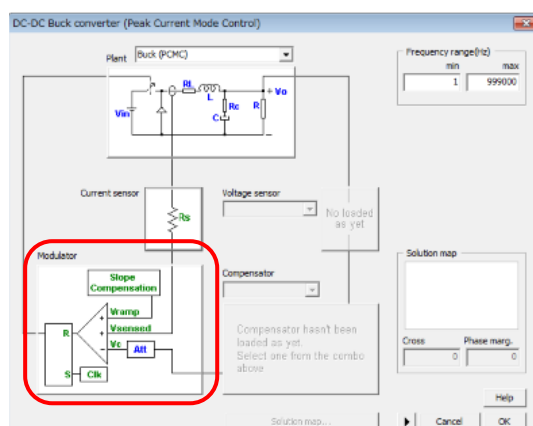 DC-DC Buck converter (Peak Current Mode Control)
Plant
Buck (PCMC)
Frequency range(Hz)
min
max
1
999000
RL
L
Vin
Rc
C
R
+ Vo
Current sensor
Rs
Voltage sensor
No loaded
as yet
Modulator
Slope
Compensation
Vramp
Vsensed
Vc
Att
R
S
Clk
Compensator
Compensator hasn't been
loaded as yet.
Select one from the combo
above
Solution map
Cross
Phase marg.
0
0
Help
Solution map...
Cancel
OK